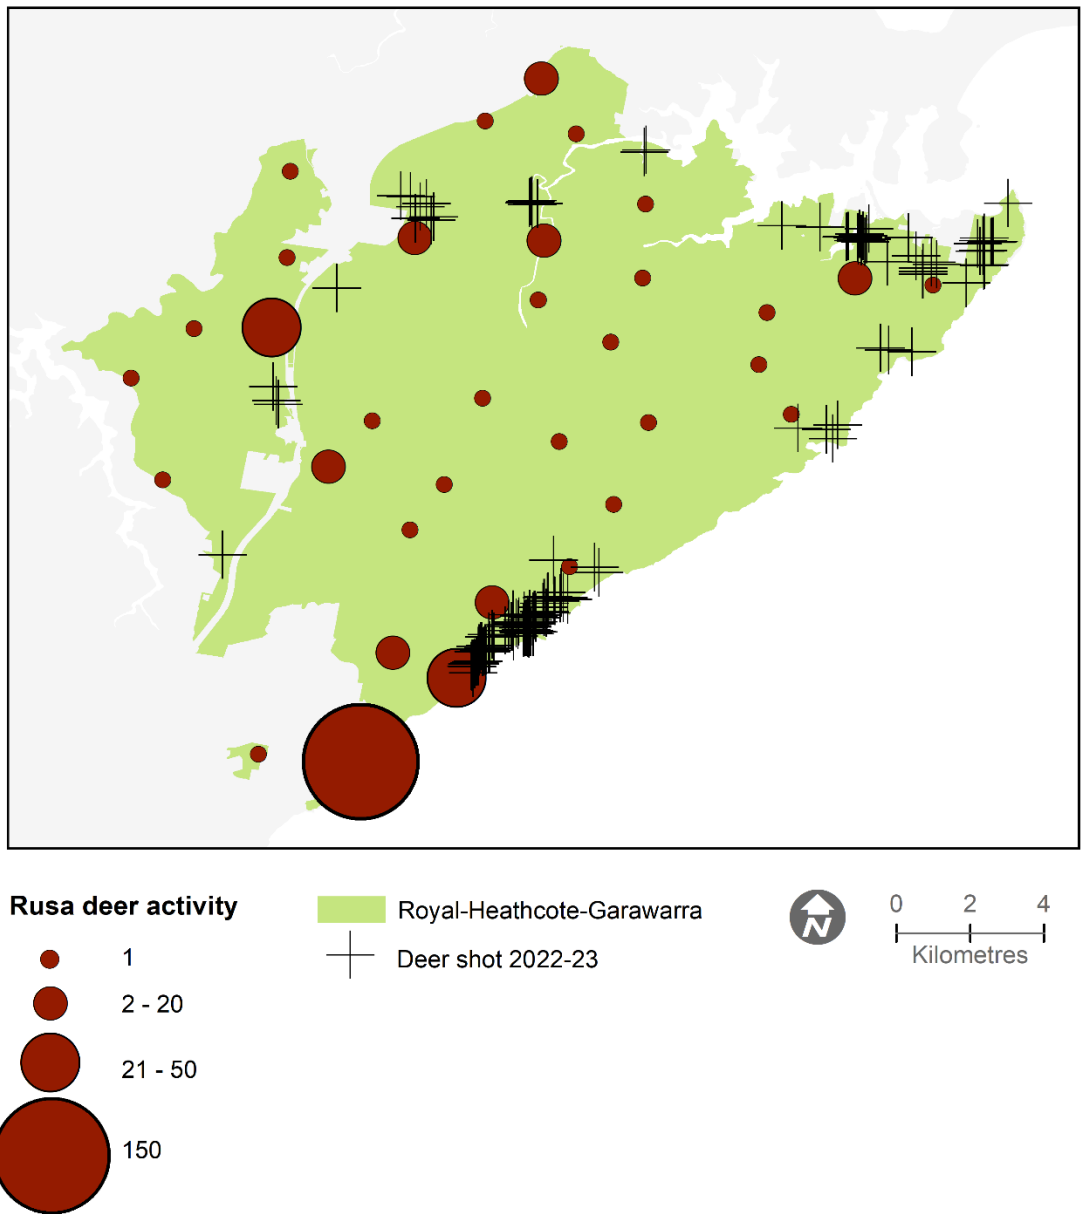 Rusa deer activity
1
2 - 20
21 - 50
150
Royal-Heathcote-Garawarra
Deer shot 2022-23
N
0 2 4
Kilometres